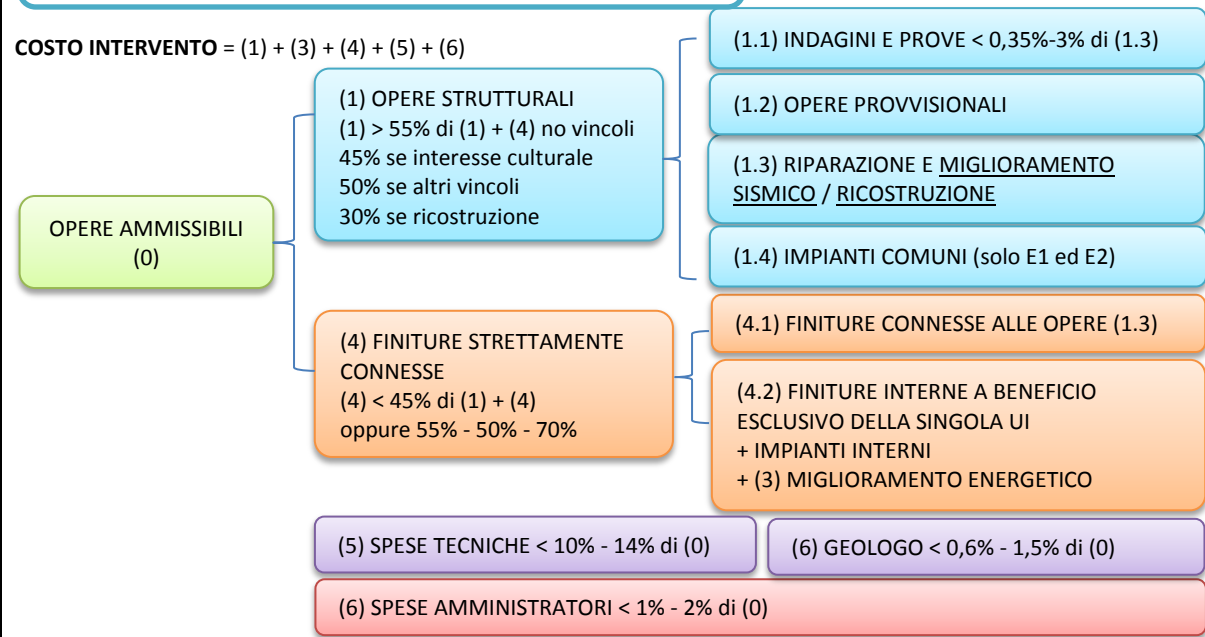 COSTO INTERVENTO = (1) + (3) + (4) + (5) + (6)
OPERE AMMISSIBILI
(0)
(1) OPERE STRUTTURALI
(1) > 55% di (1) + (4) no vincoli
45% se interesse culturale
50% se altri vincoli
30% se ricostruzione
(1.1) INDAGINI E PROVE < 0,35%-3% di (1.3)
(1.2) OPERE PROVVISIONALI
(1.3) RIPARAZIONE E MIGLIORAMENTO
SISMICO / RICOSTRUZIONE
(1.4) IMPIANTI COMUNI (solo E1 ed E2)
(4) FINITURE STRETTAMENTE
CONNESSE
(4) < 45% di (1) + (4)
oppure 55% - 50% - 70%
(4.1) FINITURE CONNESSE ALLE OPERE (1.3)
(4.2) FINITURE INTERNE A BENEFICIO
ESCLUSIVO DELLA SINGOLA UI
+ IMPIANTI INTERNI
+ (3) MIGLIORAMENTO ENERGETICO
(5) SPESE TECNICHE < 10% - 14% di (0)
(6) GEOLOGO < 0,6% - 1,5% di (0)
(6) SPESE AMMINISTRATORI < 1% - 2% di (0)